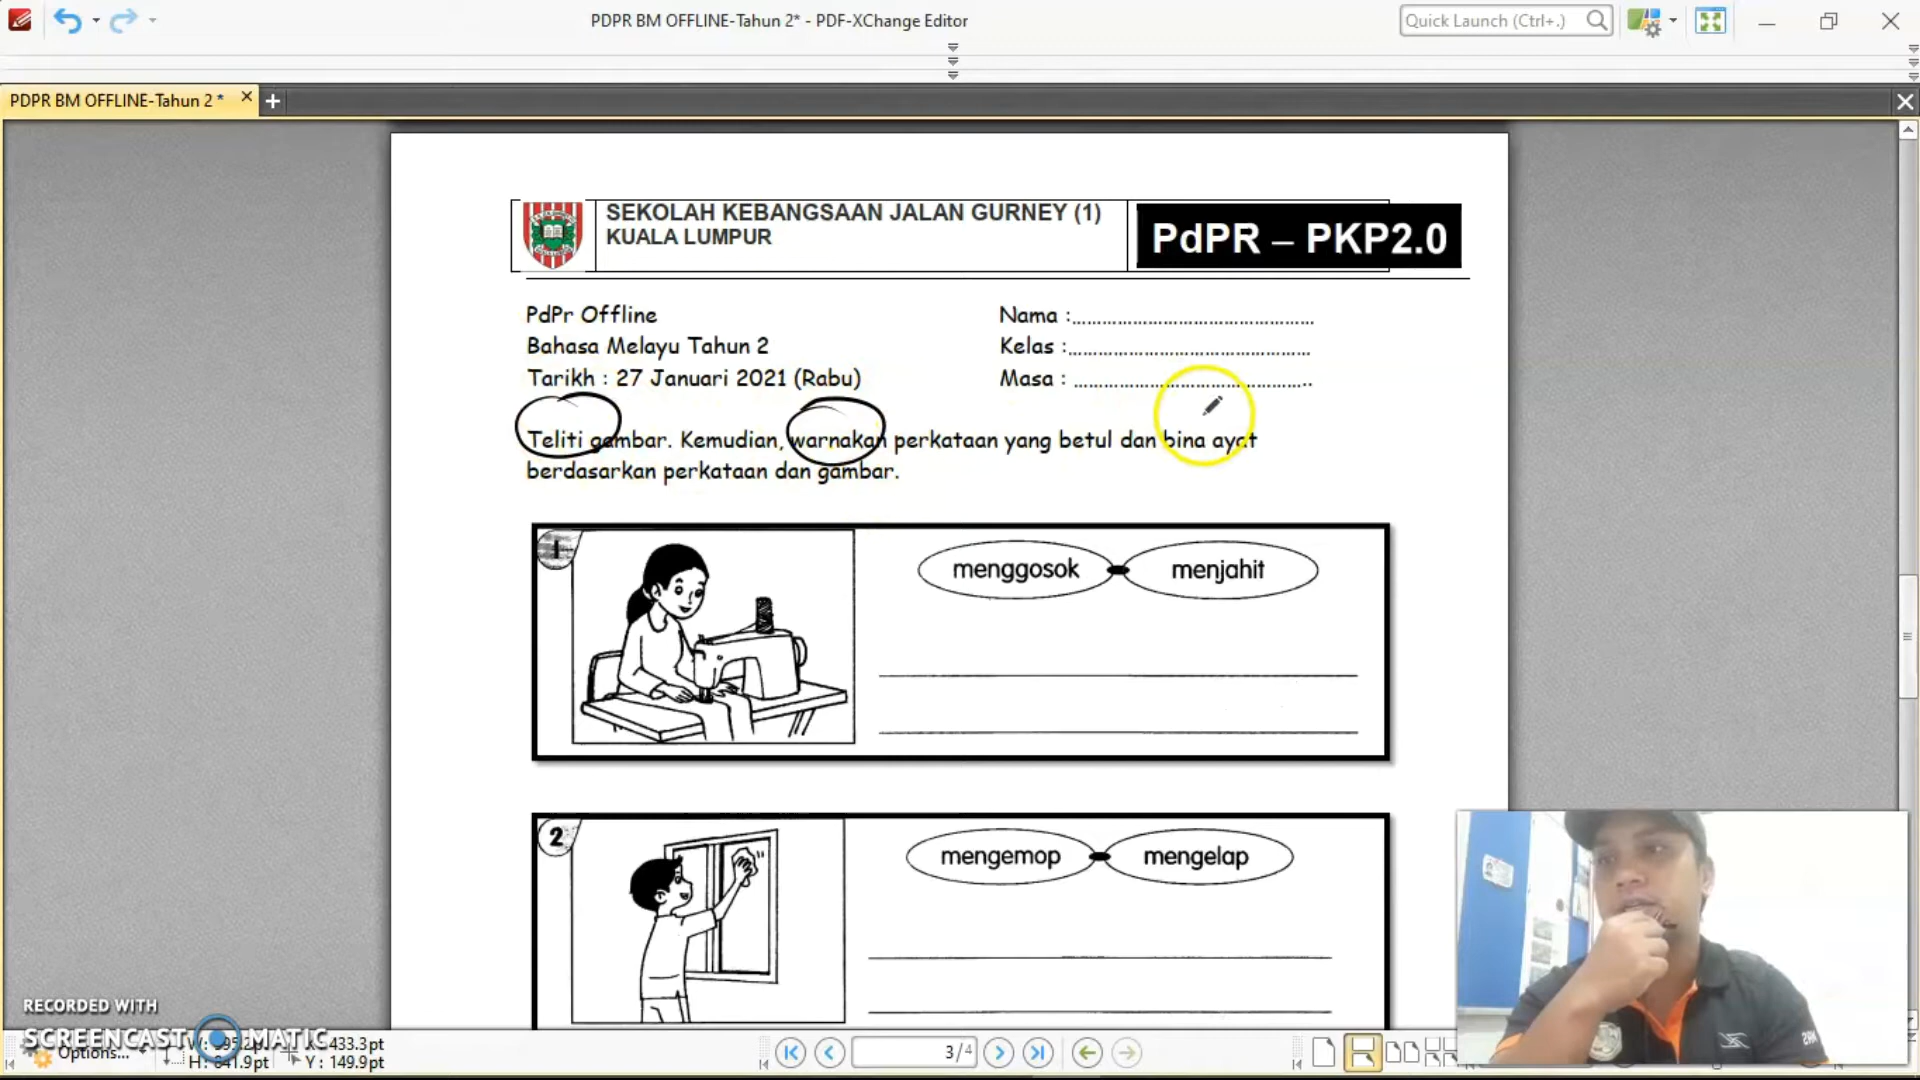 PDPR BM OFFLINE-Tahun 2* - PDF-XChange Editor
Quick Launch (Ctrl+.)
PDPR BM OFFLINE-Tahun 2 *
SEKOLAH KEBANGSAAN JALAN GURNEY (1)
KUALA LUMPUR
PdPR – PKP2.0
PdPr Offline
Nama :..........................................
Bahasa Melayu Tahun 2
Kelas :..........................................
Tarikh : 27 Januari 2021 (Rabu)
Masa : ..........................................
Teliti gambar. Kemudian, warnakan perkataan yang betul dan bina ayat
berdasarkan perkataan dan gambar.
1
menggosok
menjahit
2
mengemop
mengelap
RECORDED WITH
SCREENCAST MATIC
Options...
433.3pt
H: 841.9pt
Y: 149.9pt
3/4